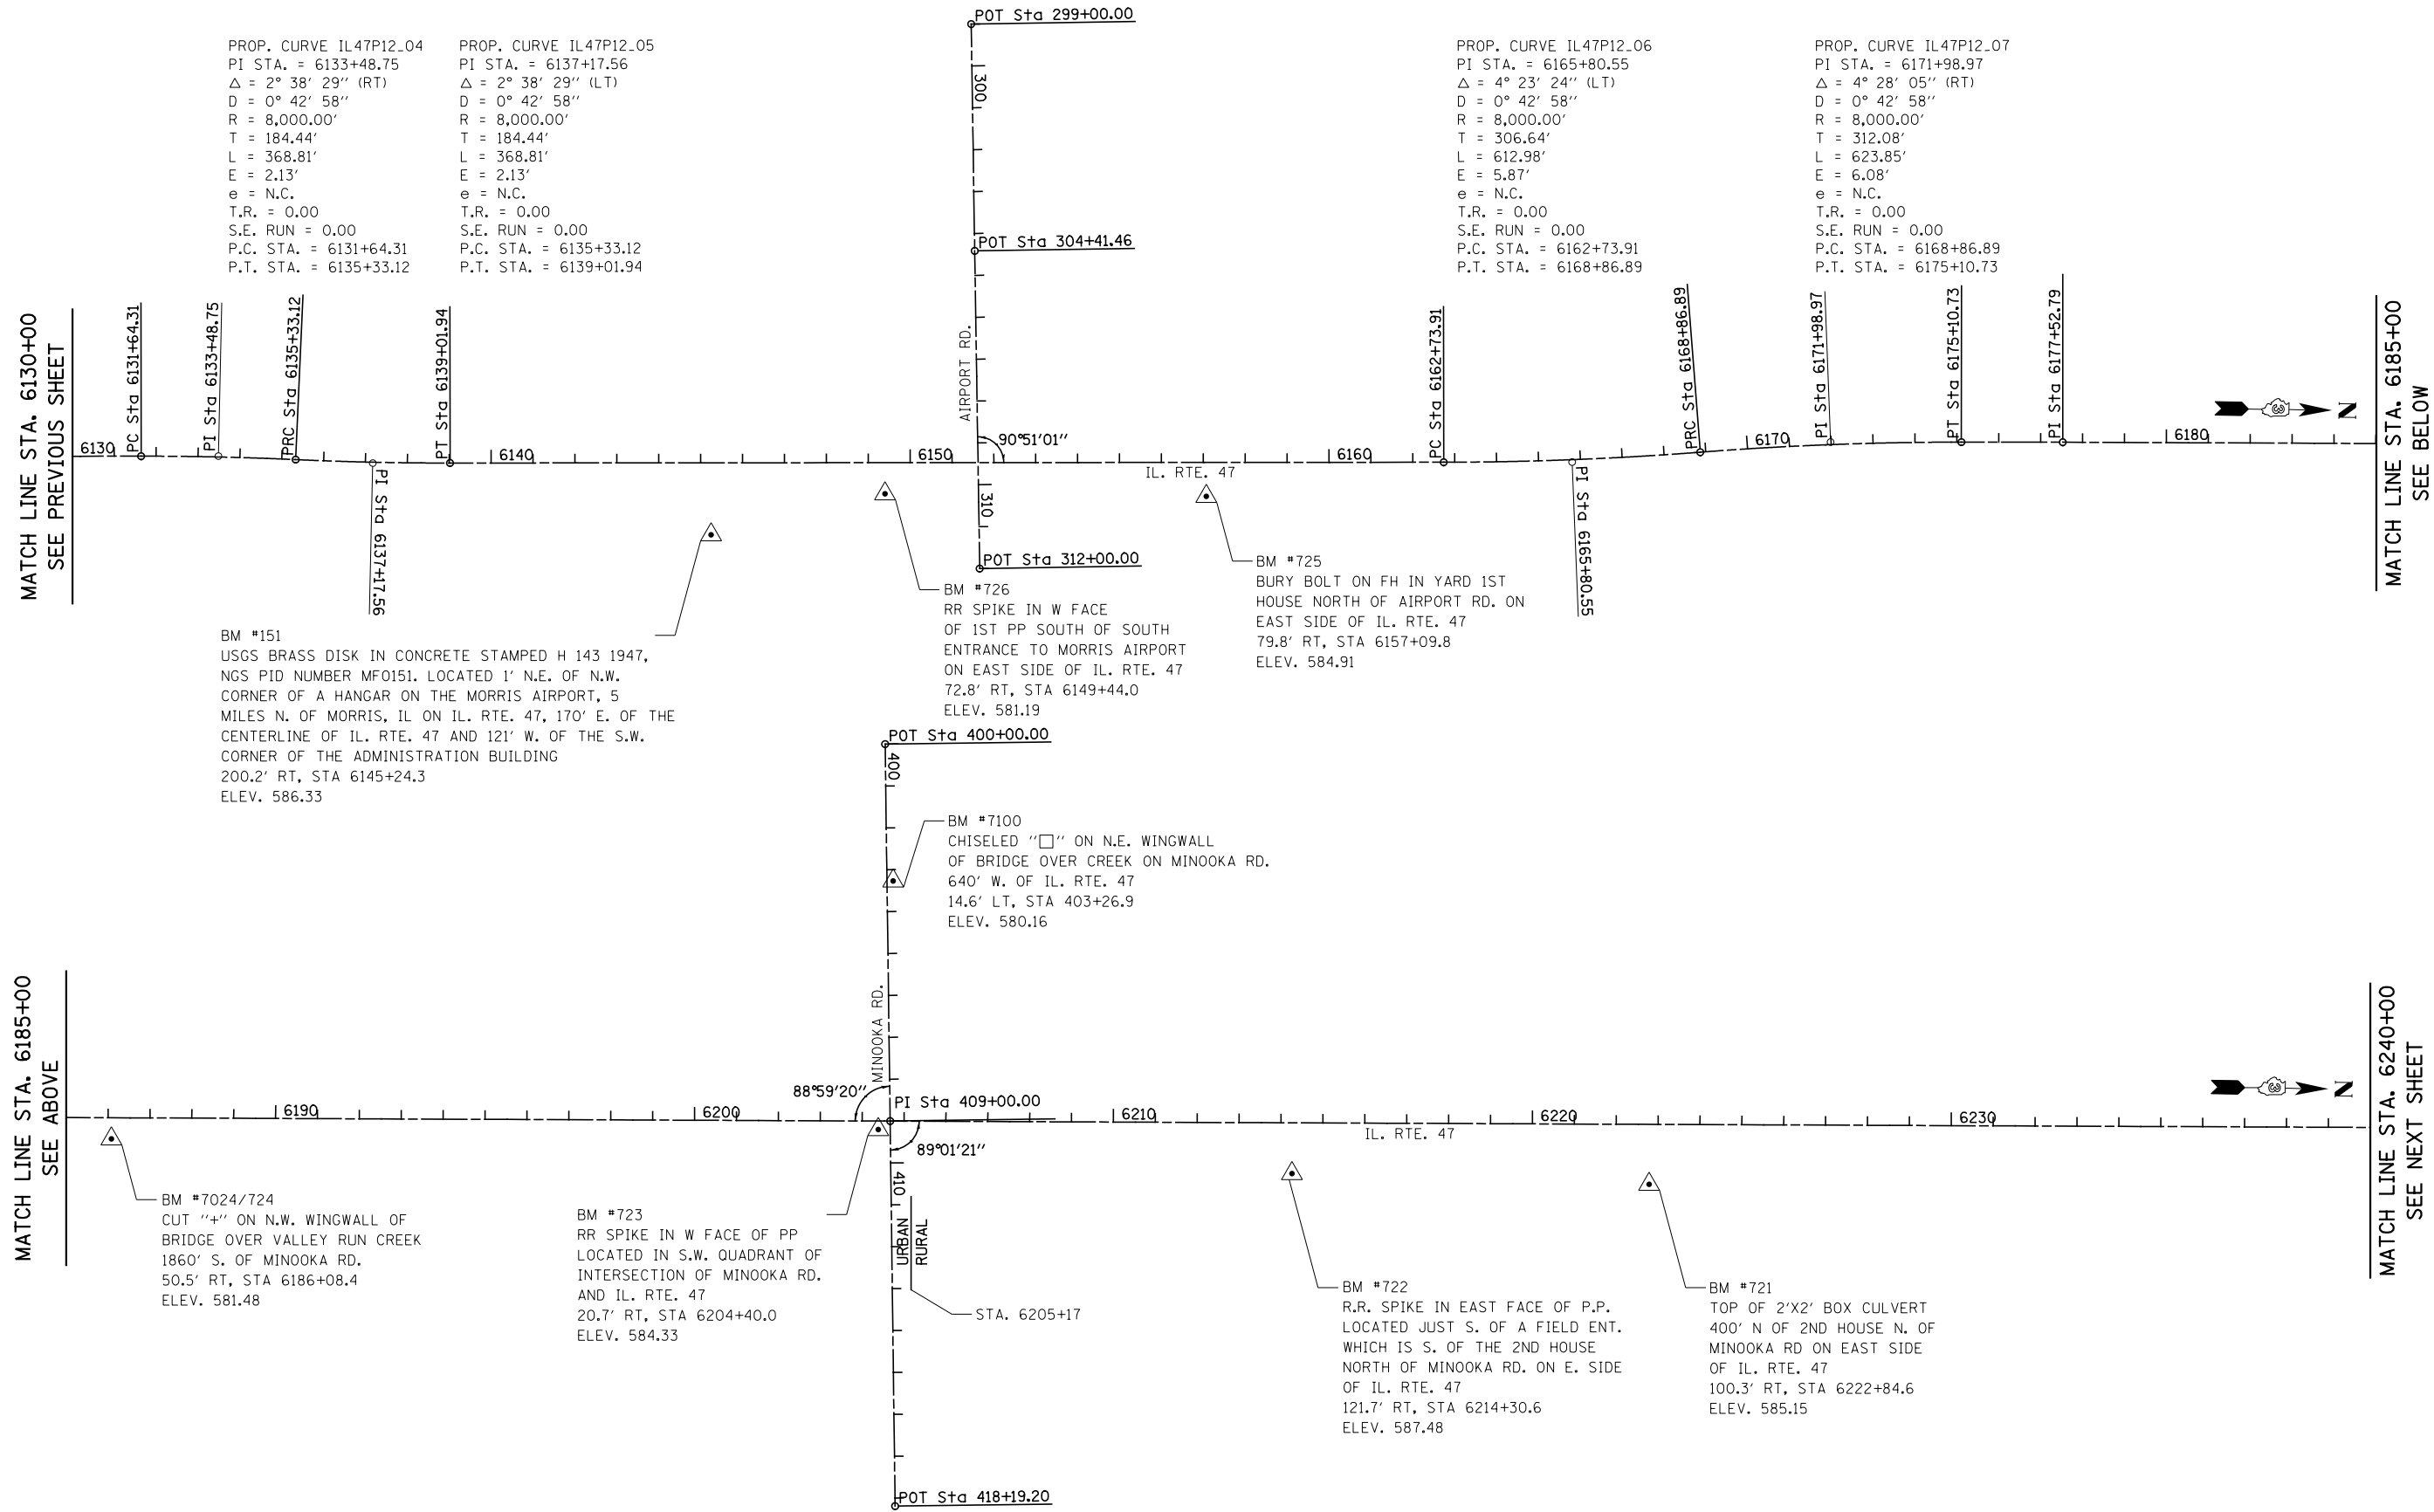 POT Sta 299+00.00
PROP. CURVE IL47P12_04
PI STA. = 6133+48.75
Δ = 2° 38' 29'' (RT)
D = 0° 42' 58''
R = 8,000.00'
T = 184.44'
L = 368.81'
E = 2.13'
e = N.C.
T.R. = 0.00
S.E. RUN = 0.00
P.C. STA. = 6131+64.31
P.T. STA. = 6135+33.12
PROP. CURVE IL47P12_05
PI STA. = 6137+17.56
Δ = 2° 38' 29'' (LT)
D = 0° 42' 58''
R = 8,000.00'
T = 184.44'
L = 368.81'
E = 2.13'
e = N.C.
T.R. = 0.00
S.E. RUN = 0.00
P.C. STA. = 6135+33.12
P.T. STA. = 6139+01.94
300
POT Sta 304+41.46
AIRPORT RD.
PROP. CURVE IL47P12_06
PI STA. = 6165+80.55
Δ = 4° 23' 24'' (LT)
D = 0° 42' 58''
R = 8,000.00'
T = 306.64'
L = 612.98'
E = 5.87'
e = N.C.
T.R. = 0.00
S.E. RUN = 0.00
P.C. STA. = 6162+73.91
P.T. STA. = 6168+86.89
PROP. CURVE IL47P12_07
PI STA. = 6171+98.97
Δ = 4° 28' 05'' (RT)
D = 0° 42' 58''
R = 8,000.00'
T = 312.08'
L = 623.85'
E = 6.08'
e = N.C.
T.R. = 0.00
S.E. RUN = 0.00
P.C. STA. = 6168+86.89
P.T. STA. = 6175+10.73
MATCH LINE STA. 6130+00
SEE PREVIOUS SHEET
6130
PC Sta 6131+64.31
PI Sta 6133+48.75
PRC Sta 6135+33.12
PI Sta 6137+17.56
PT Sta 6139+01.94
6140
6150
90°51'01''
IL. RTE. 47
6160
PC Sta 6162+73.91
PI Sta 6165+80.55
PRC Sta 6168+86.89
6170
PI Sta 6171+98.97
PT Sta 6175+10.73
PI Sta 6177+52.79
6180
3
N
MATCH LINE STA. 6185+00
SEE BELOW
310
POT Sta 312+00.00
BM #151
USGS BRASS DISK IN CONCRETE STAMPED H 143 1947,
NGS PID NUMBER MF0151. LOCATED 1' N.E. OF N.W.
CORNER OF A HANGAR ON THE MORRIS AIRPORT, 5
MILES N. OF MORRIS, IL ON IL. RTE. 47, 170' E. OF THE
CENTERLINE OF IL. RTE. 47 AND 121' W. OF THE S.W.
CORNER OF THE ADMINISTRATION BUILDING
200.2' RT, STA 6145+24.3
ELEV. 586.33
BM #726
RR SPIKE IN W FACE
OF 1ST PP SOUTH OF SOUTH
ENTRANCE TO MORRIS AIRPORT
ON EAST SIDE OF IL. RTE. 47
72.8' RT, STA 6149+44.0
ELEV. 581.19
BM #725
BURY BOLT ON FH IN YARD 1ST
HOUSE NORTH OF AIRPORT RD. ON
EAST SIDE OF IL. RTE. 47
79.8' RT, STA 6157+09.8
ELEV. 584.91
POT Sta 400+00.00
400
BM #7100
CHISELED ''□'' ON N.E. WINGWALL
OF BRIDGE OVER CREEK ON MINOOKA RD.
640' W. OF IL. RTE. 47
14.6' LT, STA 403+26.9
ELEV. 580.16
MINOOKA RD.
MATCH LINE STA. 6185+00
SEE ABOVE
6190
6200
88°59'20''
PI Sta 409+00.00
89°01'21''
6210
IL. RTE. 47
6220
6230
3
N
MATCH LINE STA. 6240+00
SEE NEXT SHEET
410
URBAN
RURAL
STA. 6205+17
BM #7024/724
CUT ''+'' ON N.W. WINGWALL OF
BRIDGE OVER VALLEY RUN CREEK
1860' S. OF MINOOKA RD.
50.5' RT, STA 6186+08.4
ELEV. 581.48
BM #723
RR SPIKE IN W FACE OF PP
LOCATED IN S.W. QUADRANT OF
INTERSECTION OF MINOOKA RD.
AND IL. RTE. 47
20.7' RT, STA 6204+40.0
ELEV. 584.33
BM #722
R.R. SPIKE IN EAST FACE OF P.P.
LOCATED JUST S. OF A FIELD ENT.
WHICH IS S. OF THE 2ND HOUSE
NORTH OF MINOOKA RD. ON E. SIDE
OF IL. RTE. 47
121.7' RT, STA 6214+30.6
ELEV. 587.48
BM #721
TOP OF 2'X2' BOX CULVERT
400' N OF 2ND HOUSE N. OF
MINOOKA RD ON EAST SIDE
OF IL. RTE. 47
100.3' RT, STA 6222+84.6
ELEV. 585.15
POT Sta 418+19.20